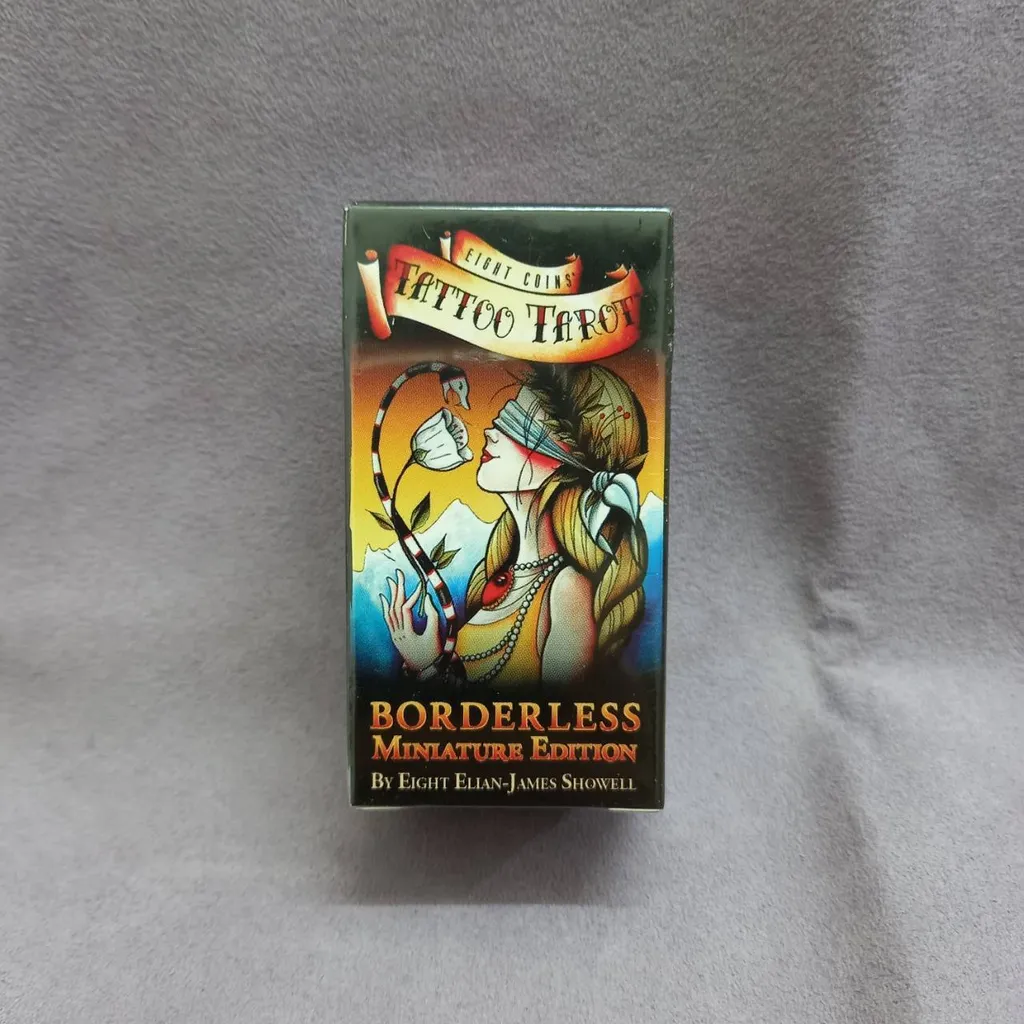 EIGHT COINS'
TATTOO TAROT
BORDERLESS
MINIATURE EDITION
BY EIGHT ELIAN-JAMES SHOWELL